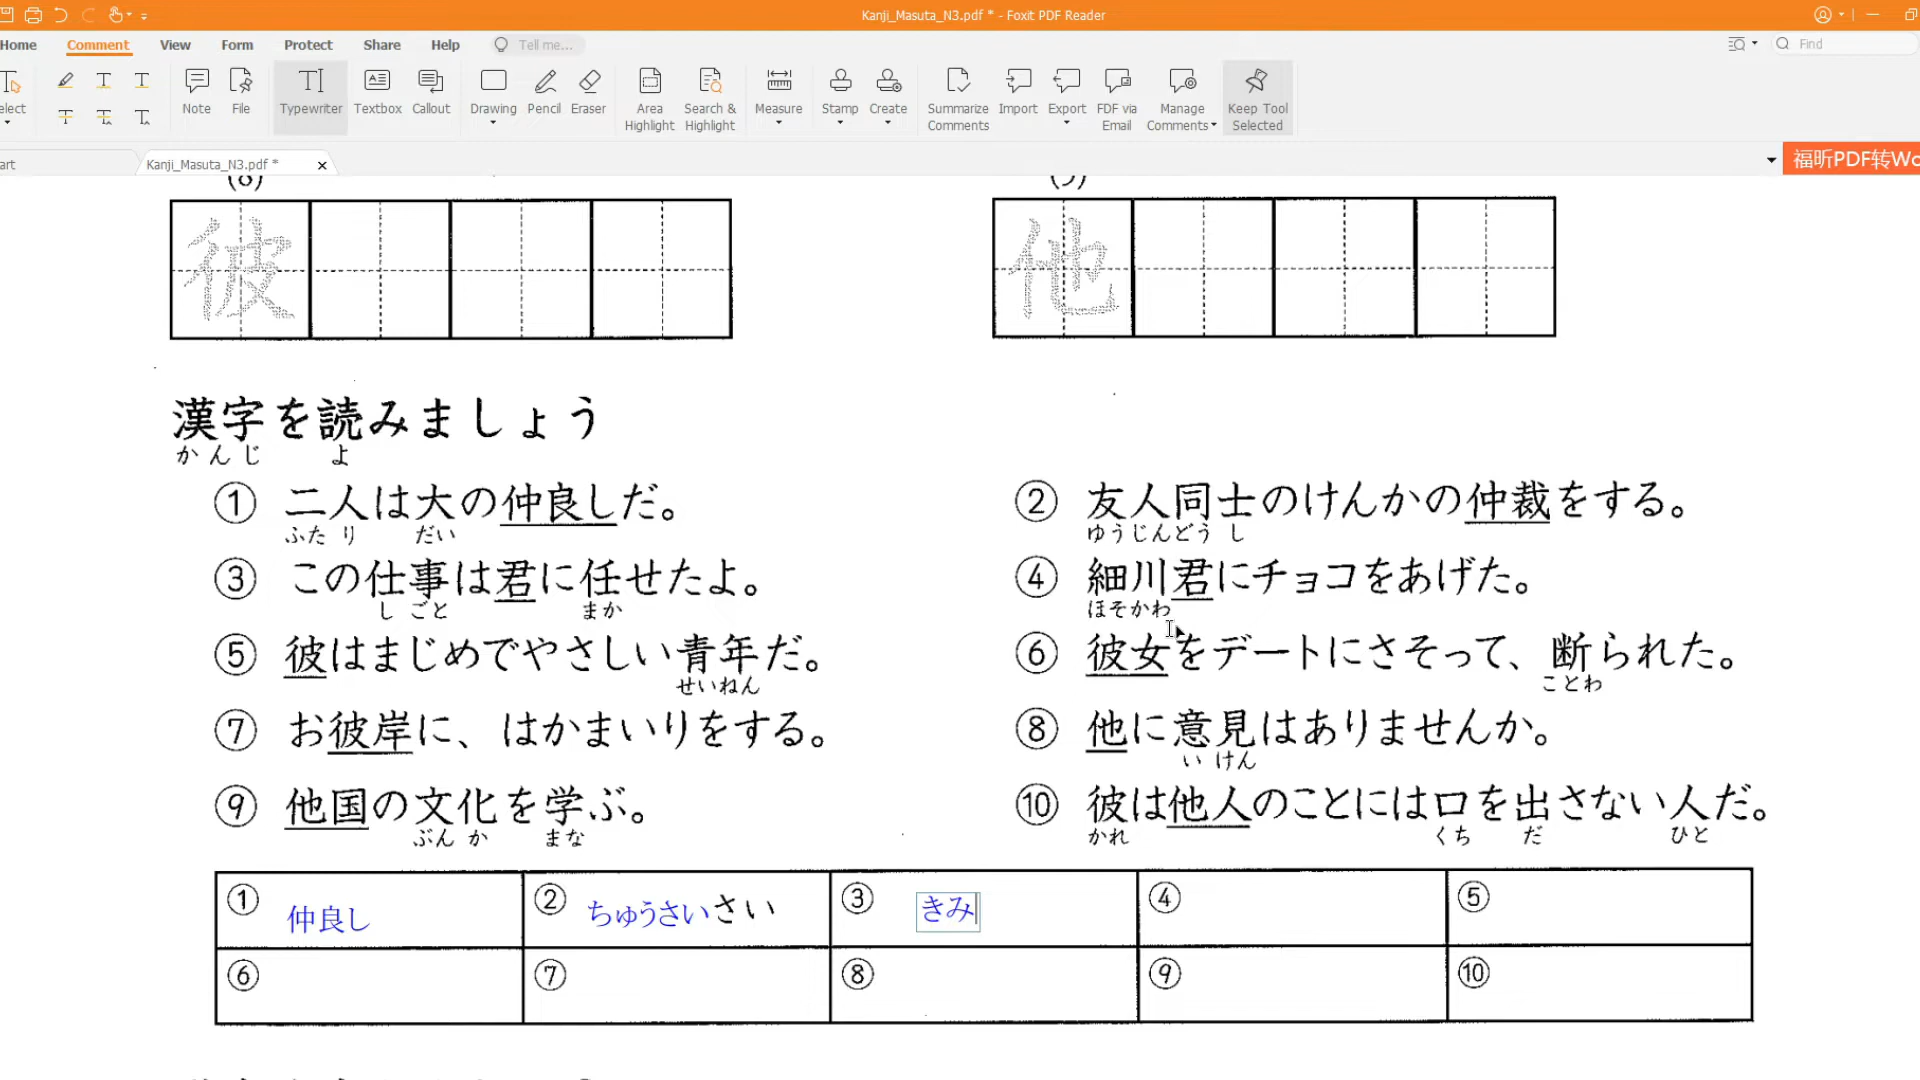 Kanji_Masuta_N3.pdf * - Foxit PDF Reader
Home Comment View Form Protect Share Help Tell me... Find
elect Note File Typewriter Textbox Callout Drawing Pencil Eraser Area Highlight Search & Highlight Measure Stamp Create Summarize Comments Import Export FDF via Email Manage Comments Keep Tool Selected
art Kanji_Masuta_N3.pdf * 福昕PDF转Wo
彼 他
漢字を読みましょう
かんじ よ
① 二人は大の仲良しだ。
ふたり だい
② 友人同士のけんかの仲裁をする。
ゆうじんどうし
③ この仕事は君に任せたよ。
しごと まか
④ 細川君にチョコをあげた。
ほそかわ
⑤ 彼はまじめでやさしい青年だ。
せいねん
⑥ 彼女をデートにさそって、断られた。
ことわ
⑦ お彼岸に、はかまいりをする。
⑧ 他に意見はありませんか。
いけん
⑨ 他国の文化を学ぶ。
ぶんか まな
⑩ 彼は他人のことには口を出さない人だ。
かれ くち だ ひと
① 仲良し ② ちゅうさいさい ③ きみ ④ ⑤
⑥ ⑦ ⑧ ⑨ ⑩